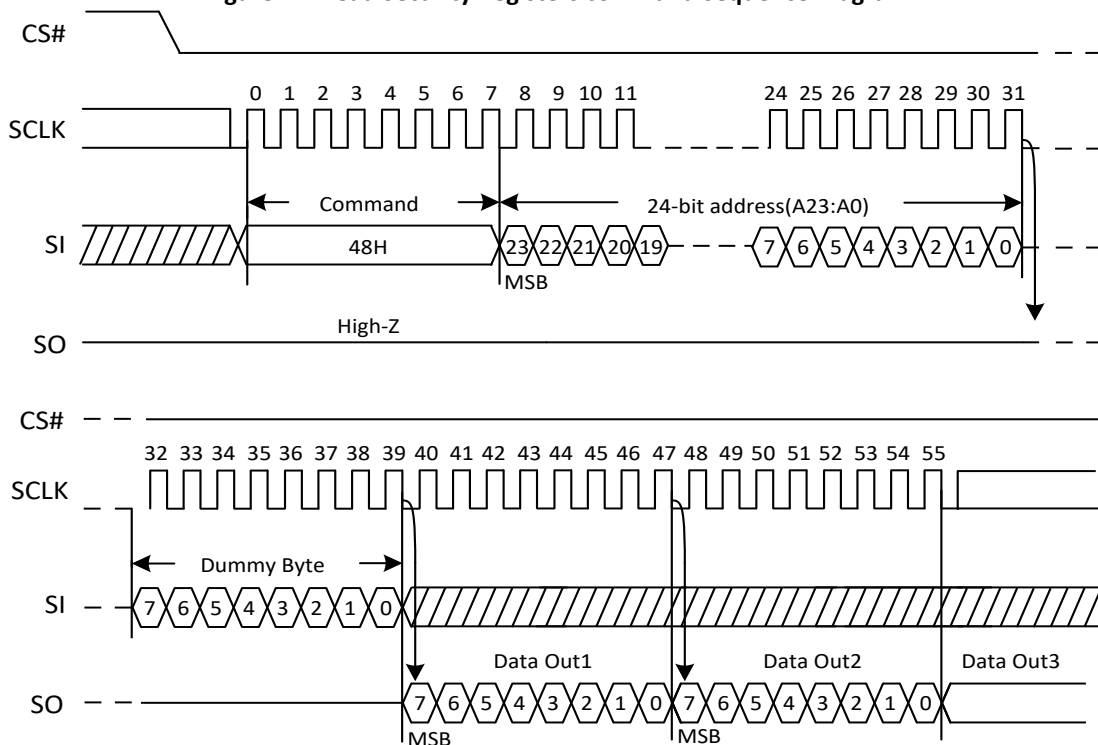 CS#
0 1 2 3 4 5 6 7 8 9 10 11 24 25 26 27 28 29 30 31
SCLK
Command 24-bit address(A23:A0)
SI 48H 23 22 21 20 19 7 6 5 4 3 2 1 0
MSB
High-Z
SO
CS#
32 33 34 35 36 37 38 39 40 41 42 43 44 45 46 47 48 49 50 51 52 53 54 55
SCLK
Dummy Byte
SI 7 6 5 4 3 2 1 0
Data Out1 Data Out2 Data Out3
SO 7 6 5 4 3 2 1 0 7 6 5 4 3 2 1 0
MSB MSB